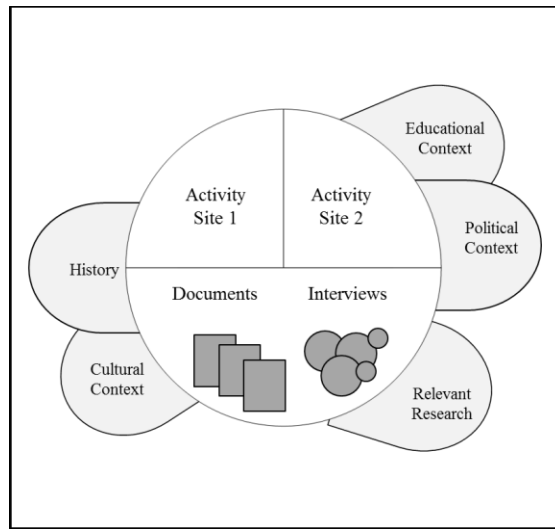 Educational
Context
Activity
Site 1
Activity
Site 2
Political
Context
History
Documents
Interviews
Cultural
Context
Relevant
Research